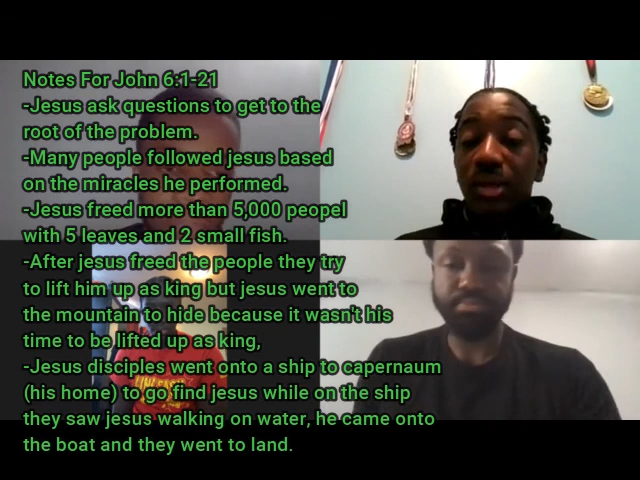 Notes For John 6:1-21
-Jesus ask questions to get to the
root of the problem.
-Many people followed jesus based
on the miracles he performed.
-Jesus freed more than 5,000 peopel
with 5 leaves and 2 small fish.
-After jesus freed the people they try
to lift him up as king but jesus went to
the mountain to hide because it wasn't his
time to be lifted up as king,
-Jesus disciples went onto a ship to capernaum
(his home) to go find jesus while on the ship
they saw jesus walking on water, he came onto
the boat and they went to land.